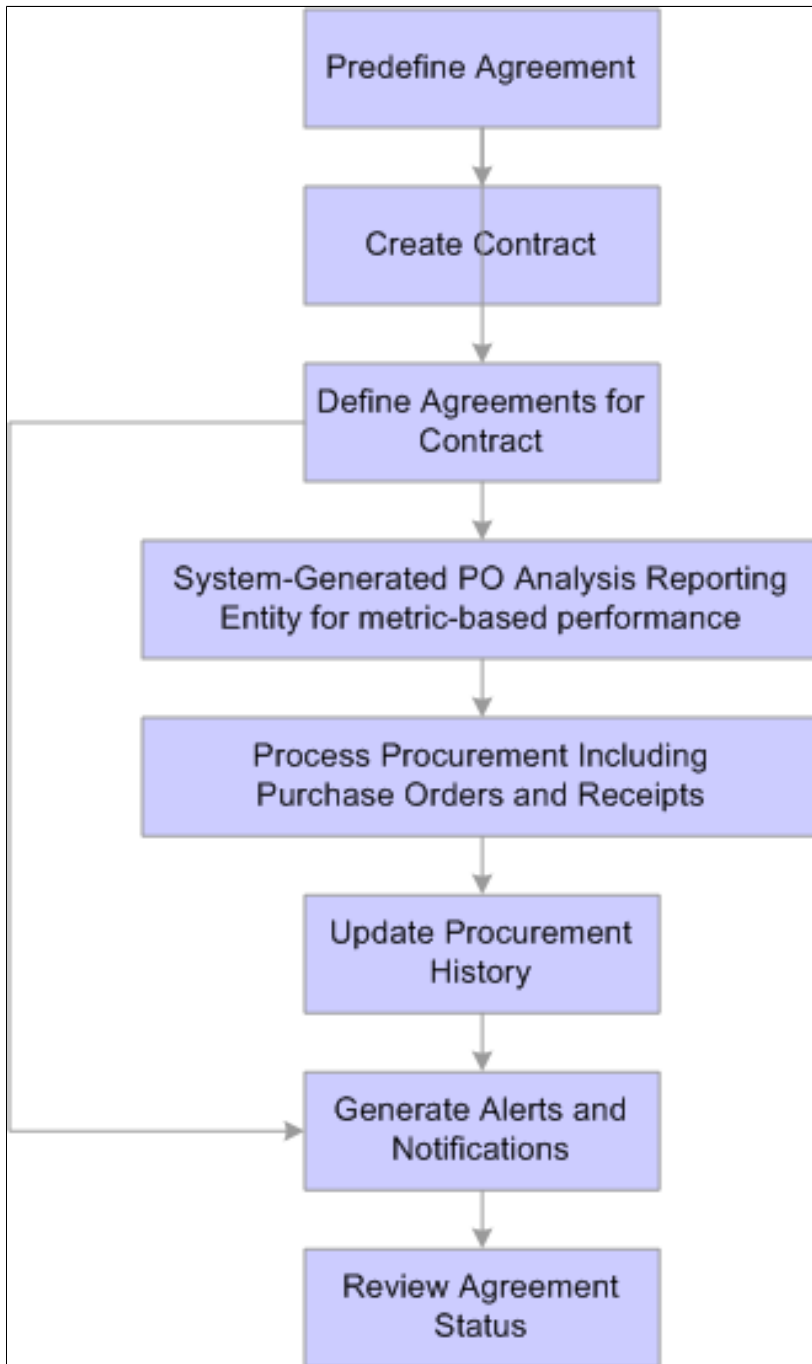 Predefine Agreement
Create Contract
Define Agreements for
Contract
System-Generated PO Analysis Reporting
Entity for metric-based performance
Process Procurement Including
Purchase Orders and Receipts
Update Procurement
History
Generate Alerts and
Notifications
Review Agreement
Status